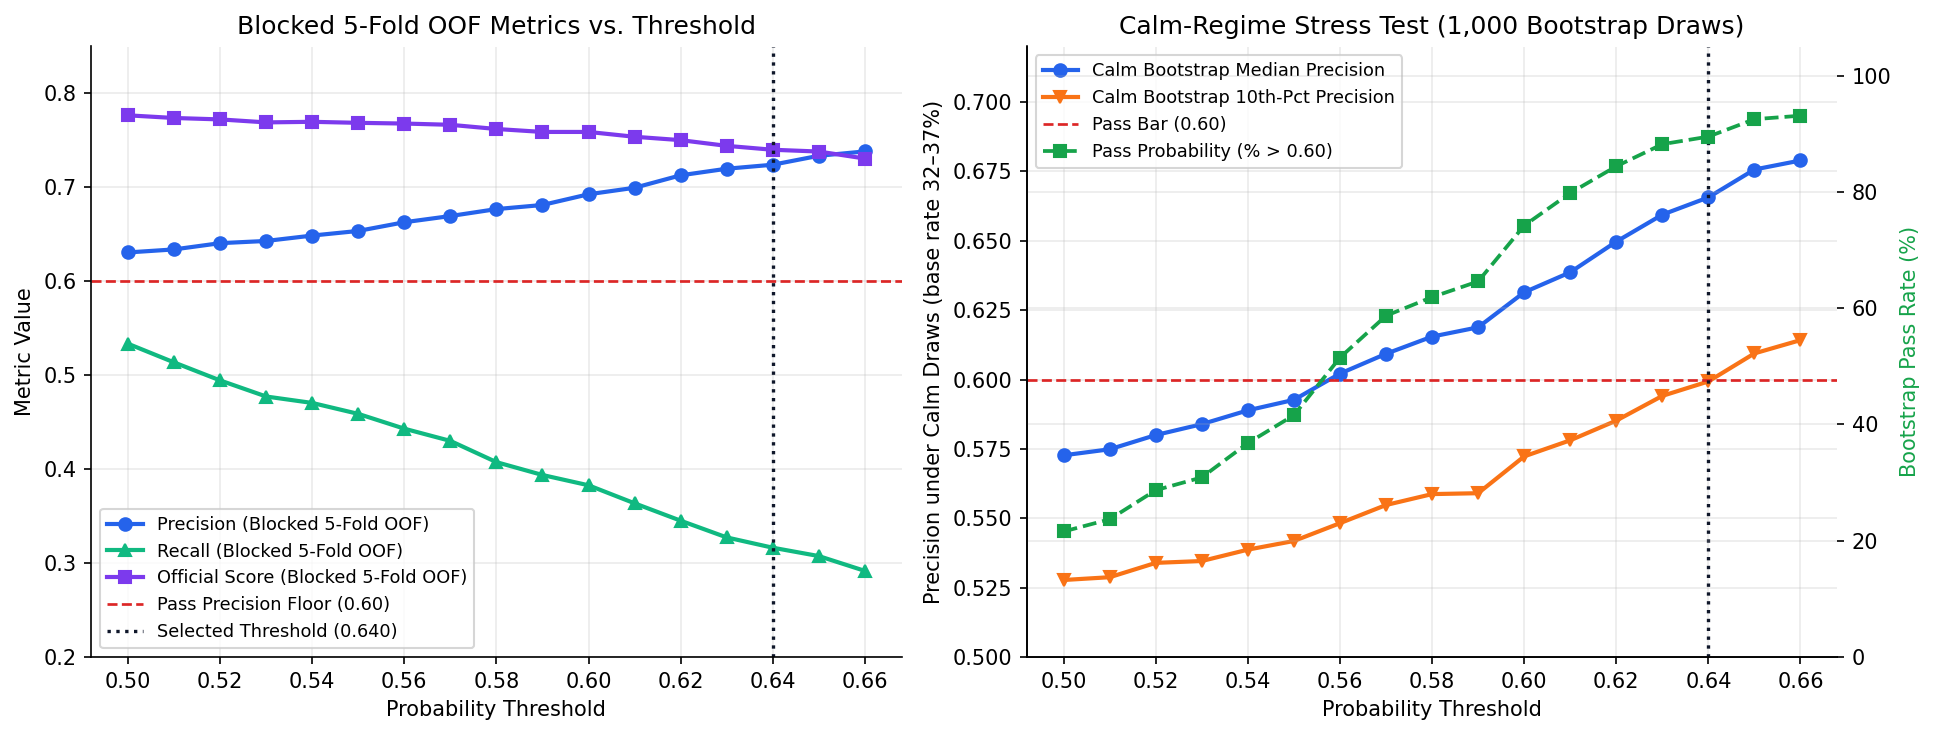 Blocked 5-Fold OOF Metrics vs. Threshold
Metric Value
0.8
0.7
0.6
0.5
0.4
0.3
0.2
Precision (Blocked 5-Fold OOF)
Recall (Blocked 5-Fold OOF)
Official Score (Blocked 5-Fold OOF)
Pass Precision Floor (0.60)
Selected Threshold (0.640)
0.50 0.52 0.54 0.56 0.58 0.60 0.62 0.64 0.66
Probability Threshold
Calm-Regime Stress Test (1,000 Bootstrap Draws)
Precision under Calm Draws (base rate 32–37%)
0.700
0.675
0.650
0.625
0.600
0.575
0.550
0.525
0.500
Calm Bootstrap Median Precision
Calm Bootstrap 10th-Pct Precision
Pass Bar (0.60)
Pass Probability (% > 0.60)
100
80
60
40
20
0
Bootstrap Pass Rate (%)
0.50 0.52 0.54 0.56 0.58 0.60 0.62 0.64 0.66
Probability Threshold